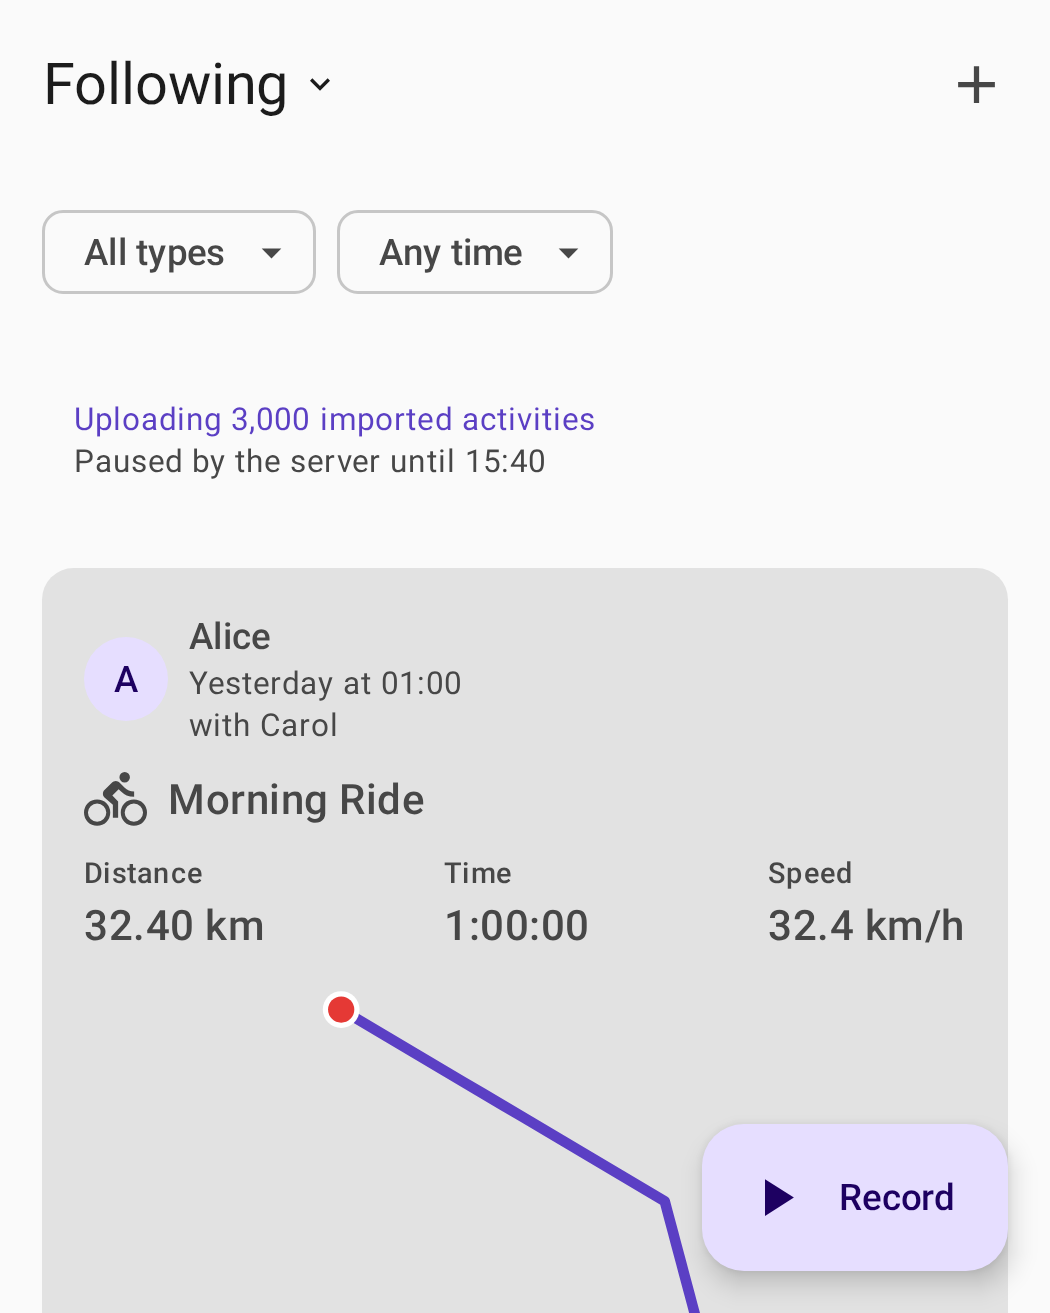 Following
All types
Any time
Uploading 3,000 imported activities
Paused by the server until 15:40
A
Alice
Yesterday at 01:00
with Carol
Morning Ride
Distance
Time
Speed
32.40 km
1:00:00
32.4 km/h
Record